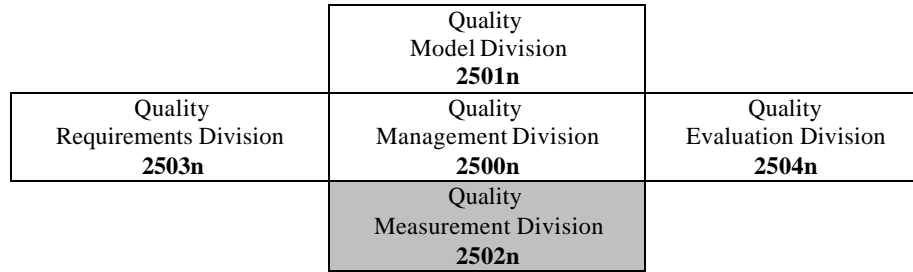 Quality
Model Division
2501n
Quality
Requirements Division
2503n
Quality
Management Division
2500n
Quality
Evaluation Division
2504n
Quality
Measurement Division
2502n